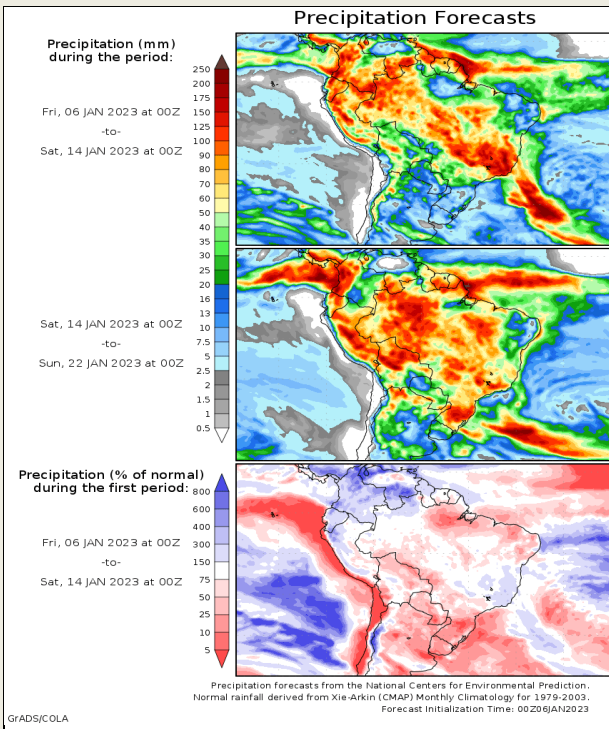 Precipitation Forecasts
Precipitation (mm)
during the period:
Fri, 06 JAN 2023 at 00Z
-to-
Sat, 14 JAN 2023 at 00Z
250
200
175
150
125
100
90
80
70
60
50
40
35
30
25
20
16
13
10
7.5
5
2.5
2
1.5
1
0.5
Sat, 14 JAN 2023 at 00Z
-to-
Sun, 22 JAN 2023 at 00Z
Precipitation (% of normal)
during the first period:
Fri, 06 JAN 2023 at 00Z
-to-
Sat, 14 JAN 2023 at 00Z
800
600
400
300
150
75
50
25
10
5
Precipitation forecasts from the National Centers for Environmental Prediction.
Normal rainfall derived from Xie-Arkin (CMAP) Monthly Climatology for 1979-2003.
Forecast Initialization Time: 00Z06JAN2023
GrADS/COLA